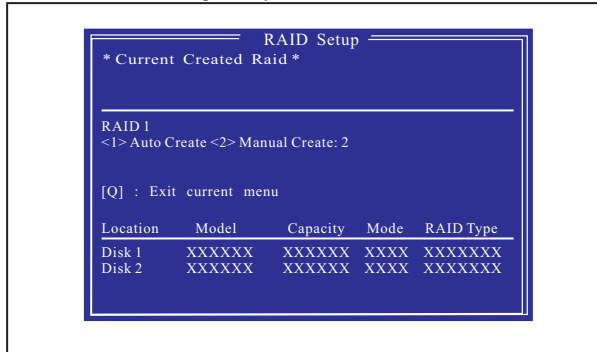 RAID Setup
* Current Created Raid *
RAID 1
<1> Auto Create <2> Manual Create: 2
[Q] : Exit current menu
Location Model Capacity Mode RAID Type
Disk 1 XXXXXX XXXXXX XXXX XXXXXXX
Disk 2 XXXXXX XXXXXX XXXX XXXXXXX